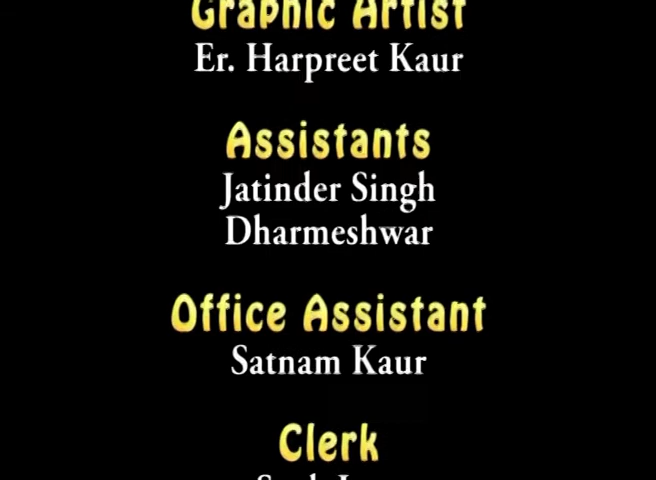 Graphic Artist
Er. Harpreet Kaur
Assistants
Jatinder Singh
Dharmeshwar
Office Assistant
Satnam Kaur
Clerk